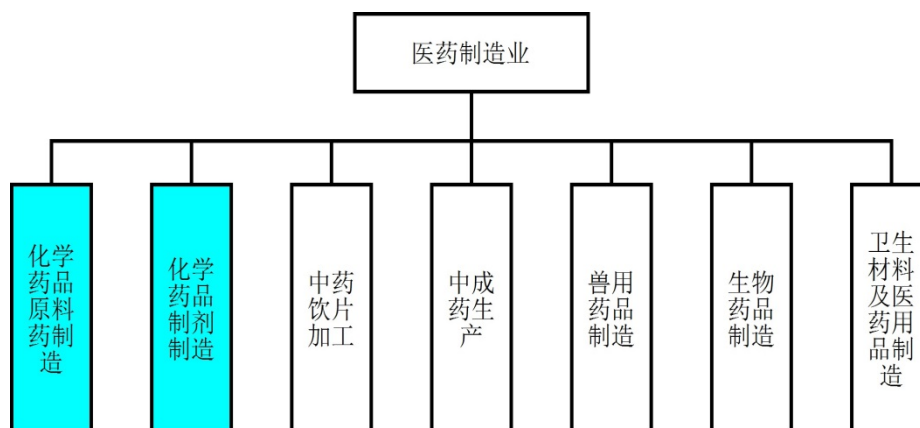 医药制造业
化学
药品
原料
药制
造
化学
药品
制剂
制造
中药
饮片
加工
中成
药生
产
兽用
药品
制造
生物
药品
制造
卫生
材料
及医
药用
品制
造